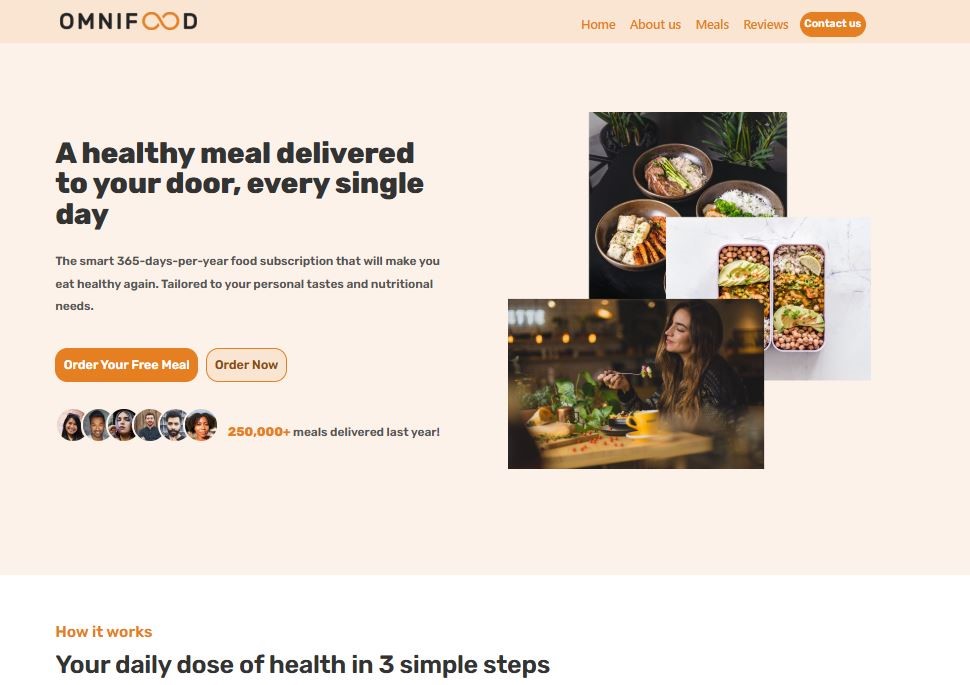 OMNIFOOD
Home About us Meals Reviews Contact us
A healthy meal delivered
to your door, every single
day
The smart 365-days-per-year food subscription that will make you
eat healthy again. Tailored to your personal tastes and nutritional
needs.
Order Your Free Meal Order Now
250,000+ meals delivered last year!
How it works
Your daily dose of health in 3 simple steps